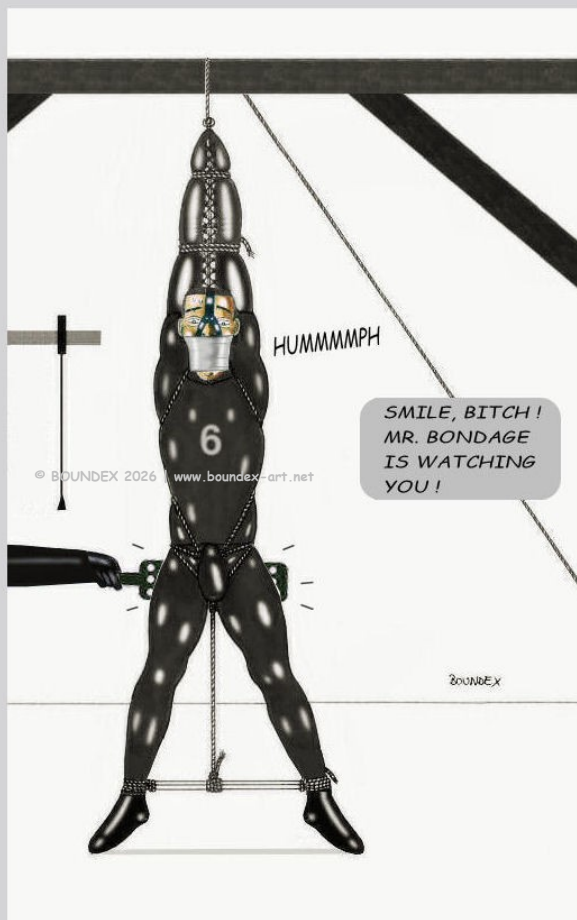 HUMMMMPH
SMILE, BITCH !
MR. BONDAGE
IS WATCHING
YOU !
6
© BOUNDEX 2026 | www.boundex-art.net
BOUNDEX